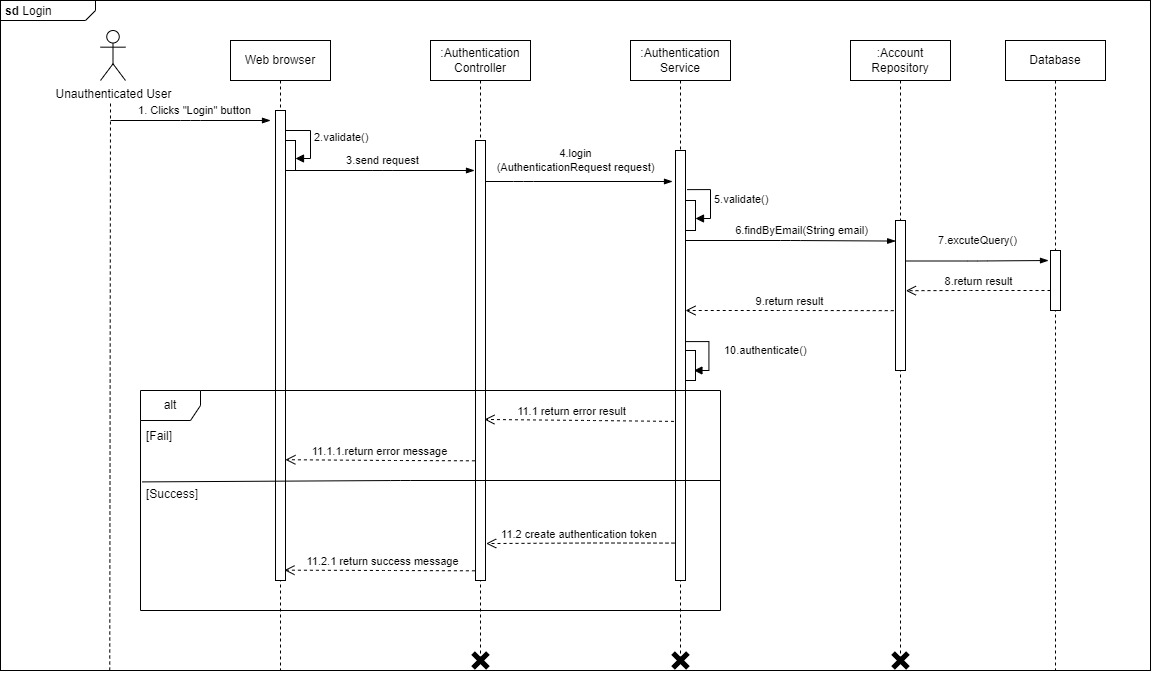 sd Login
Unauthenticated User
Web browser
:Authentication
Controller
:Authentication
Service
:Account
Repository
Database
1. Clicks "Login" button
2.validate()
3.send request
4.login
(AuthenticationRequest request)
5.validate()
6.findByEmail(String email)
7.excuteQuery()
8.return result
9.return result
10.authenticate()
alt
[Fail]
11.1 return error result
11.1.1.return error message
[Success]
11.2 create authentication token
11.2.1 return success message